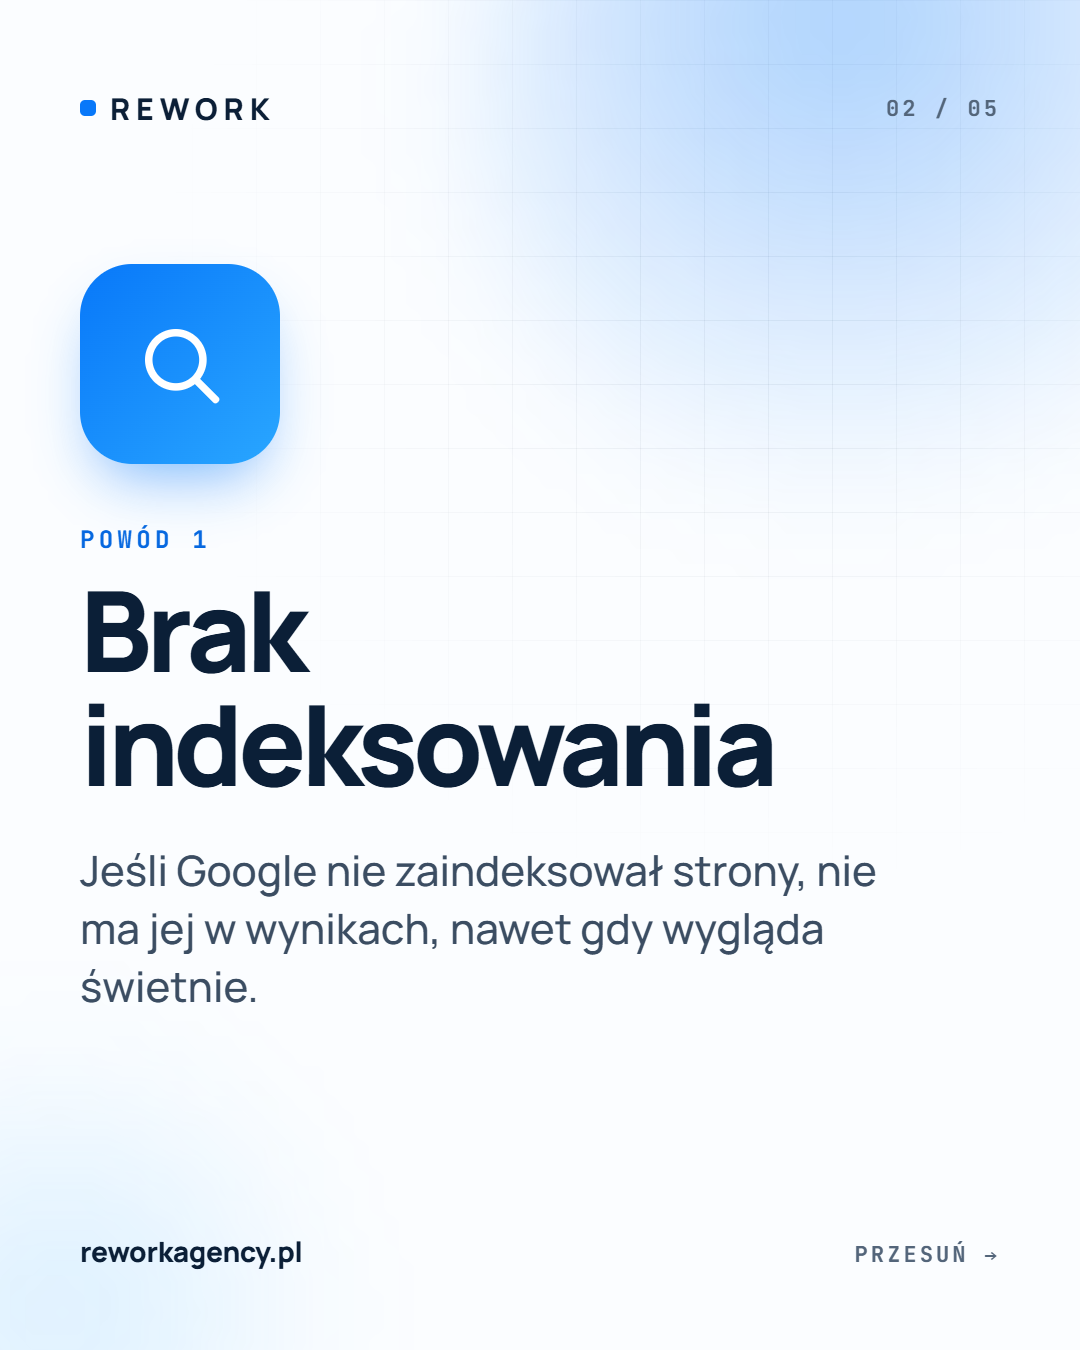 REWORK
02 / 05
POWÓD 1
Brak
indeksowania
Jeśli Google nie zaindeksował strony, nie
ma jej w wynikach, nawet gdy wygląda
świetnie.
reworkagency.pl
PRZESUŃ →